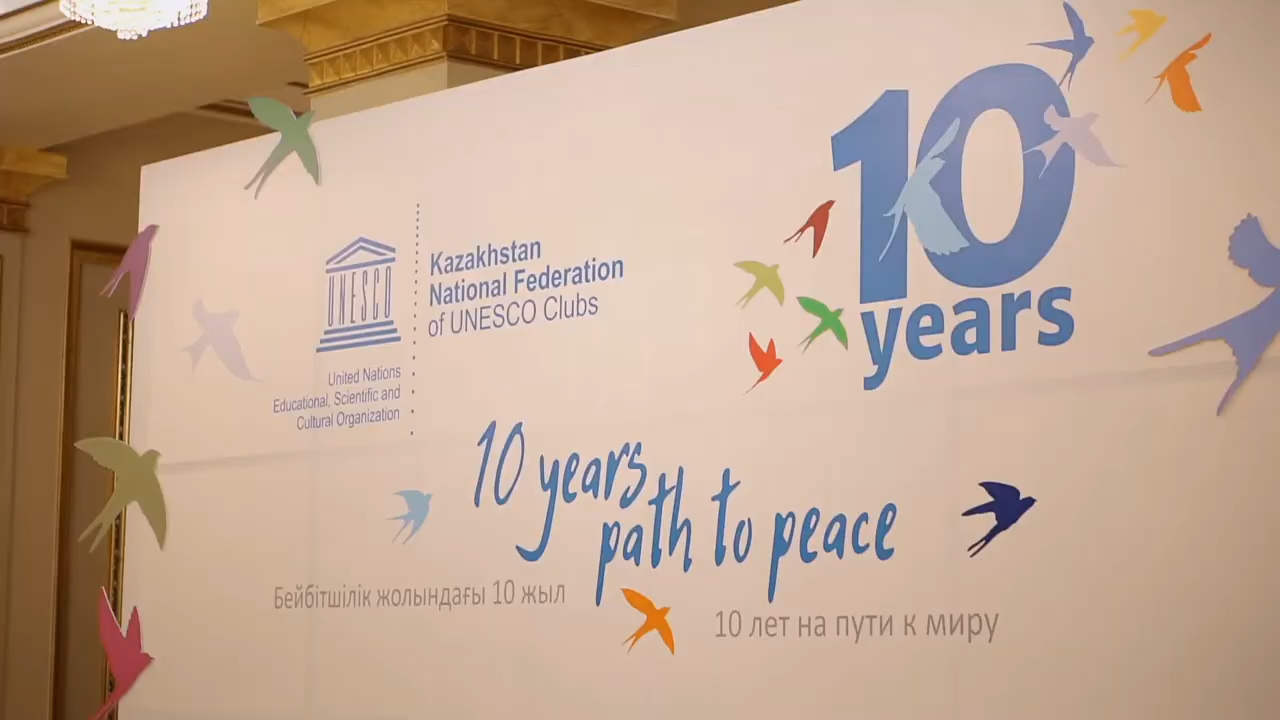 UNESCO
United Nations
Educational, Scientific and
Cultural Organization
Kazakhstan
National Federation
of UNESCO Clubs
10
years
10 years
path to peace
Бейбітшілік жолындағы 10 жыл
10 лет на пути к миру